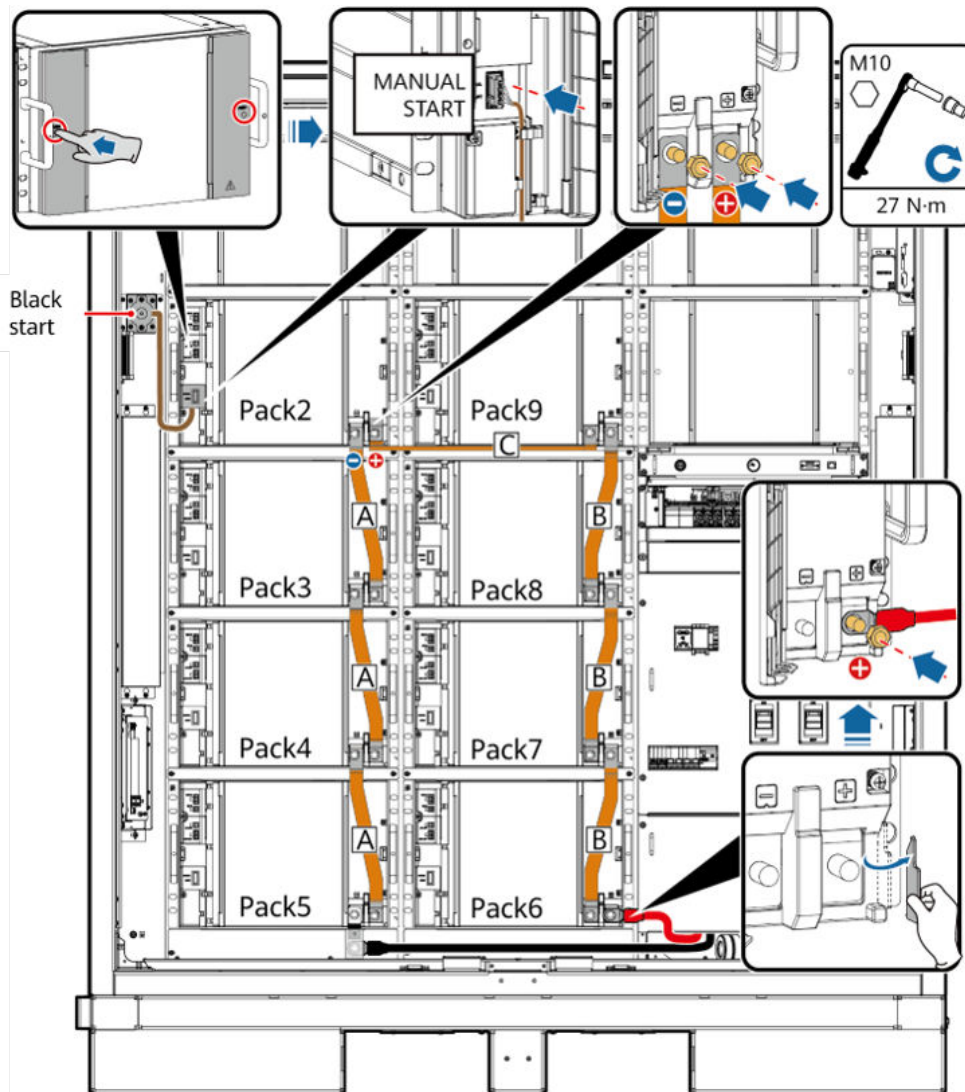 MANUAL
START
M10
27 N·m
Black
start
Pack2
Pack9
C
A
B
Pack3
Pack8
A
B
Pack4
Pack7
A
B
Pack5
Pack6